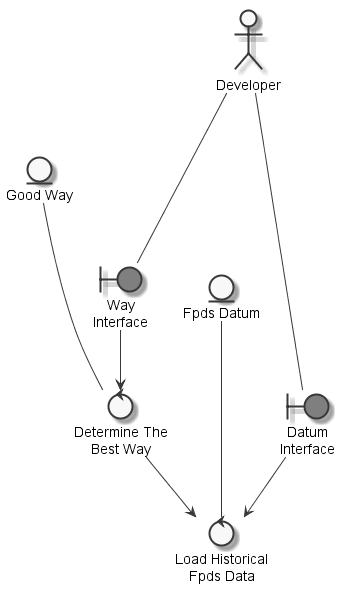 Developer
Good Way
Way
Interface
Fpds Datum
Determine The
Best Way
Datum
Interface
Load Historical
Fpds Data